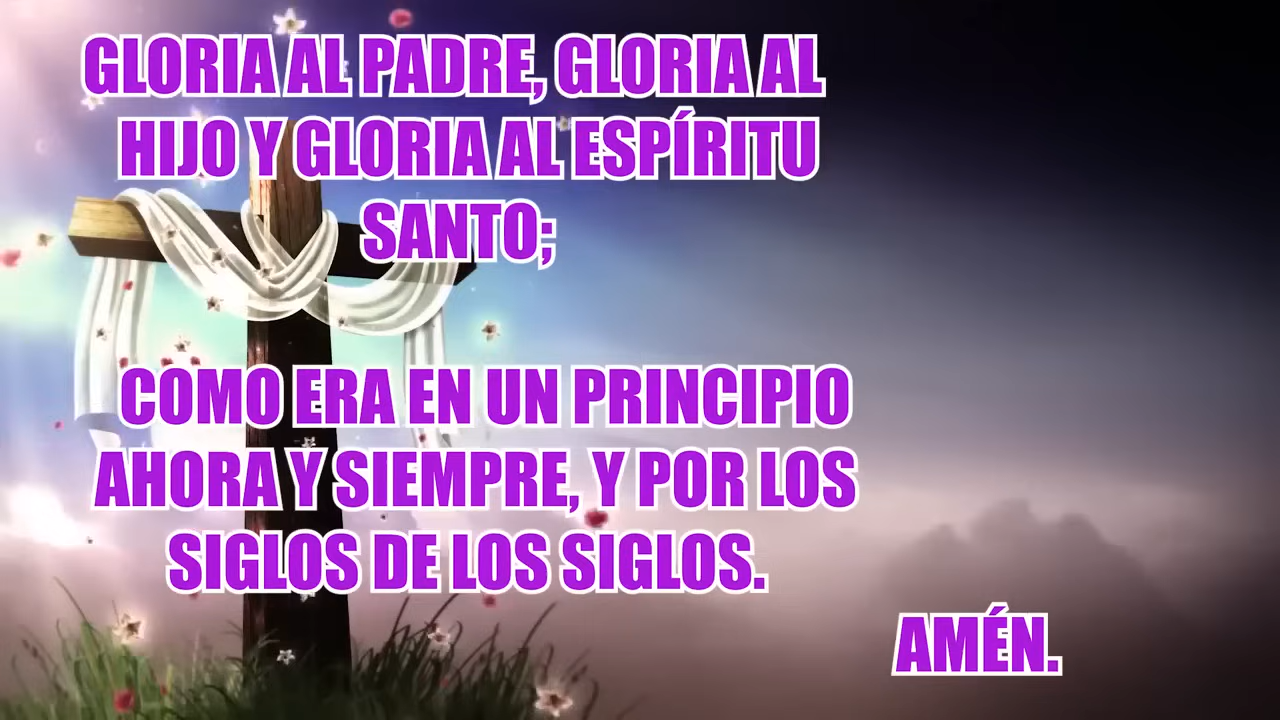 GLORIA AL PADRE, GLORIA AL
HIJO Y GLORIA AL ESPÍRITU
SANTO;
COMO ERA EN UN PRINCIPIO
AHORA Y SIEMPRE, Y POR LOS
SIGLOS DE LOS SIGLOS.
AMÉN.